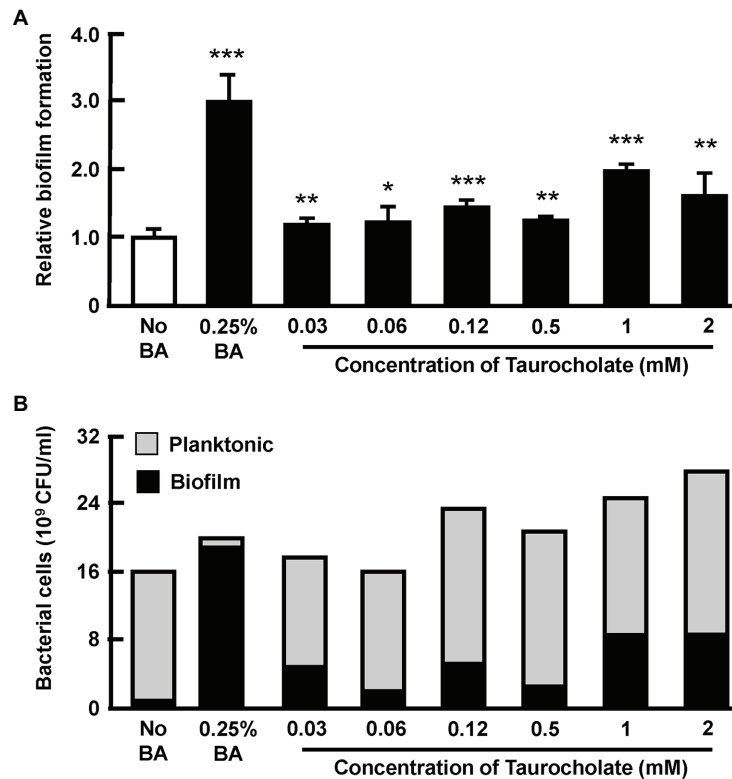 A
Relative biofilm formation
4.0
3.0
2.0
1.0
0
***
**
*
***
**
***
**
No BA
0.25% BA
0.03
0.06
0.12
0.5
1
2
Concentration of Taurocholate (mM)
B
Bacterial cells (10⁹ CFU/ml)
32
24
16
8
0
Planktonic
Biofilm
No BA
0.25% BA
0.03
0.06
0.12
0.5
1
2
Concentration of Taurocholate (mM)